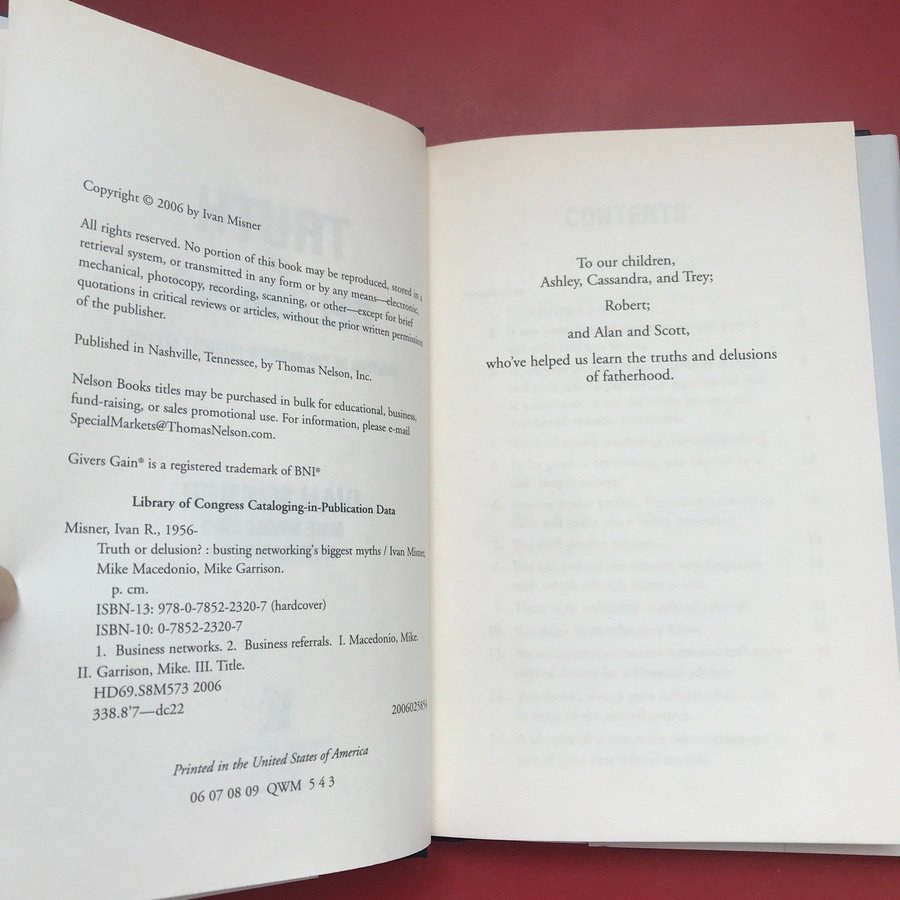 Copyright © 2006 by Ivan Misner
All rights reserved. No portion of this book may be reproduced, stored in a
retrieval system, or transmitted in any form or by any means—electronic,
mechanical, photocopy, recording, scanning, or other—except for brief
quotations in critical reviews or articles, without the prior written permission
of the publisher.
Published in Nashville, Tennessee, by Thomas Nelson, Inc.
Nelson Books titles may be purchased in bulk for educational, business,
fund-raising, or sales promotional use. For information, please e-mail
SpecialMarkets@ThomasNelson.com.
Givers Gain® is a registered trademark of BNI®
Library of Congress Cataloging-in-Publication Data
Misner, Ivan R., 1956-
Truth or delusion? : busting networking's biggest myths / Ivan Misner,
Mike Macedonio, Mike Garrison.
p. cm.
ISBN-13: 978-0-7852-2320-7 (hardcover)
ISBN-10: 0-7852-2320-7
1. Business networks. 2. Business referrals. I. Macedonio, Mike.
II. Garrison, Mike. III. Title.
HD69.S8M573 2006
338.8'7—dc22
2006025854
Printed in the United States of America
06 07 08 09 QWM 5 4 3
To our children,
Ashley, Cassandra, and Trey;
Robert;
and Alan and Scott,
who've helped us learn the truths and delusions
of fatherhood.